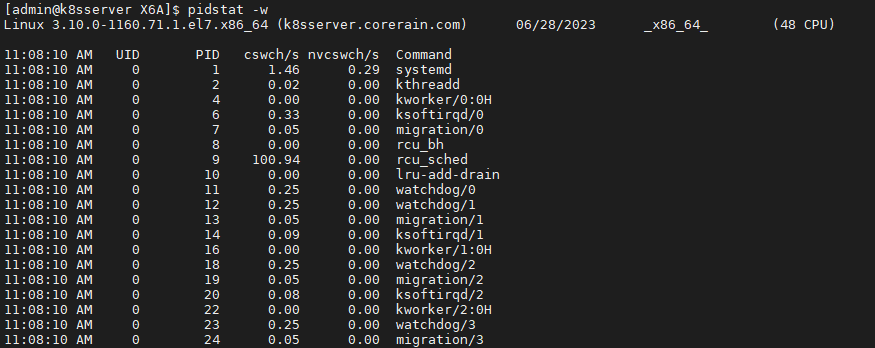 [admin@k8sserver X6A]$ pidstat -w
Linux 3.10.0-1160.71.1.el7.x86_64 (k8sserver.corerain.com) 06/28/2023 _x86_64_ (48 CPU)
11:08:10 AM UID PID cswch/s nvcswch/s Command
11:08:10 AM 0 1 1.46 0.29 systemd
11:08:10 AM 0 2 0.02 0.00 kthreadd
11:08:10 AM 0 4 0.00 0.00 kworker/0:0H
11:08:10 AM 0 6 0.33 0.00 ksoftirqd/0
11:08:10 AM 0 7 0.05 0.00 migration/0
11:08:10 AM 0 8 0.00 0.00 rcu_bh
11:08:10 AM 0 9 100.94 0.00 rcu_sched
11:08:10 AM 0 10 0.00 0.00 lru-add-drain
11:08:10 AM 0 11 0.25 0.00 watchdog/0
11:08:10 AM 0 12 0.25 0.00 watchdog/1
11:08:10 AM 0 13 0.05 0.00 migration/1
11:08:10 AM 0 14 0.09 0.00 ksoftirqd/1
11:08:10 AM 0 16 0.00 0.00 kworker/1:0H
11:08:10 AM 0 18 0.25 0.00 watchdog/2
11:08:10 AM 0 19 0.05 0.00 migration/2
11:08:10 AM 0 20 0.08 0.00 ksoftirqd/2
11:08:10 AM 0 22 0.00 0.00 kworker/2:0H
11:08:10 AM 0 23 0.25 0.00 watchdog/3
11:08:10 AM 0 24 0.05 0.00 migration/3